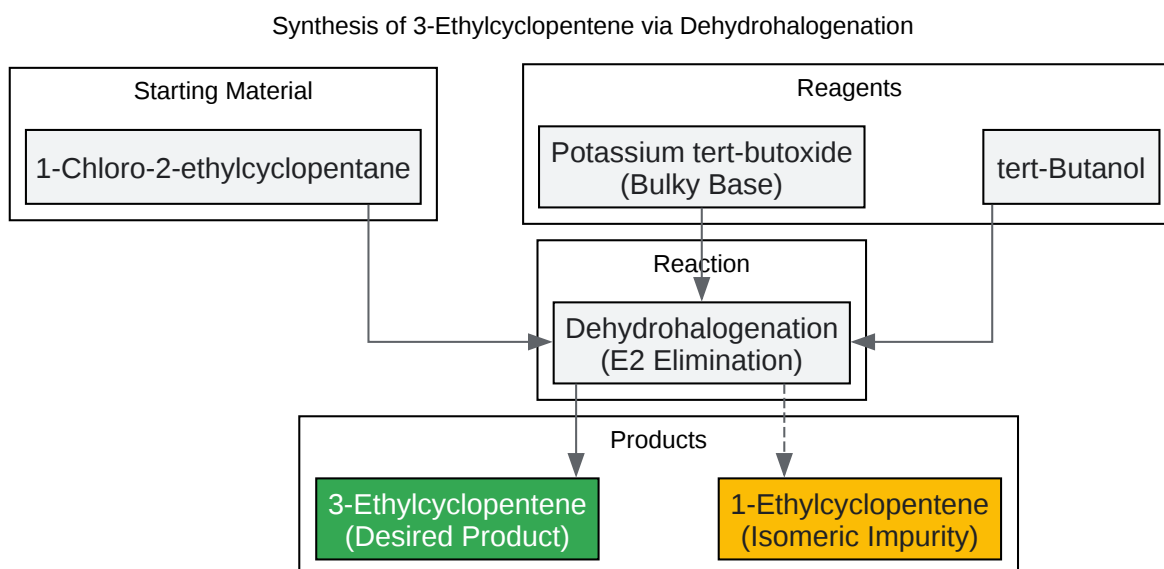 Synthesis of 3-Ethylcyclopentene via Dehydrohalogenation
Starting Material
1-Chloro-2-ethylcyclopentane
Reagents
Potassium tert-butoxide
(Bulky Base)
tert-Butanol
Reaction
Dehydrohalogenation
(E2 Elimination)
Products
3-Ethylcyclopentene
(Desired Product)
1-Ethylcyclopentene
(Isomeric Impurity)